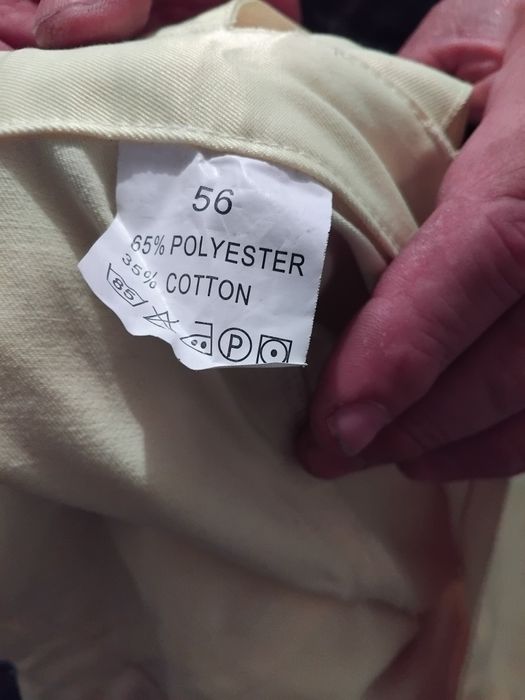 56
65% POLYESTER
35% COTTON
85 P